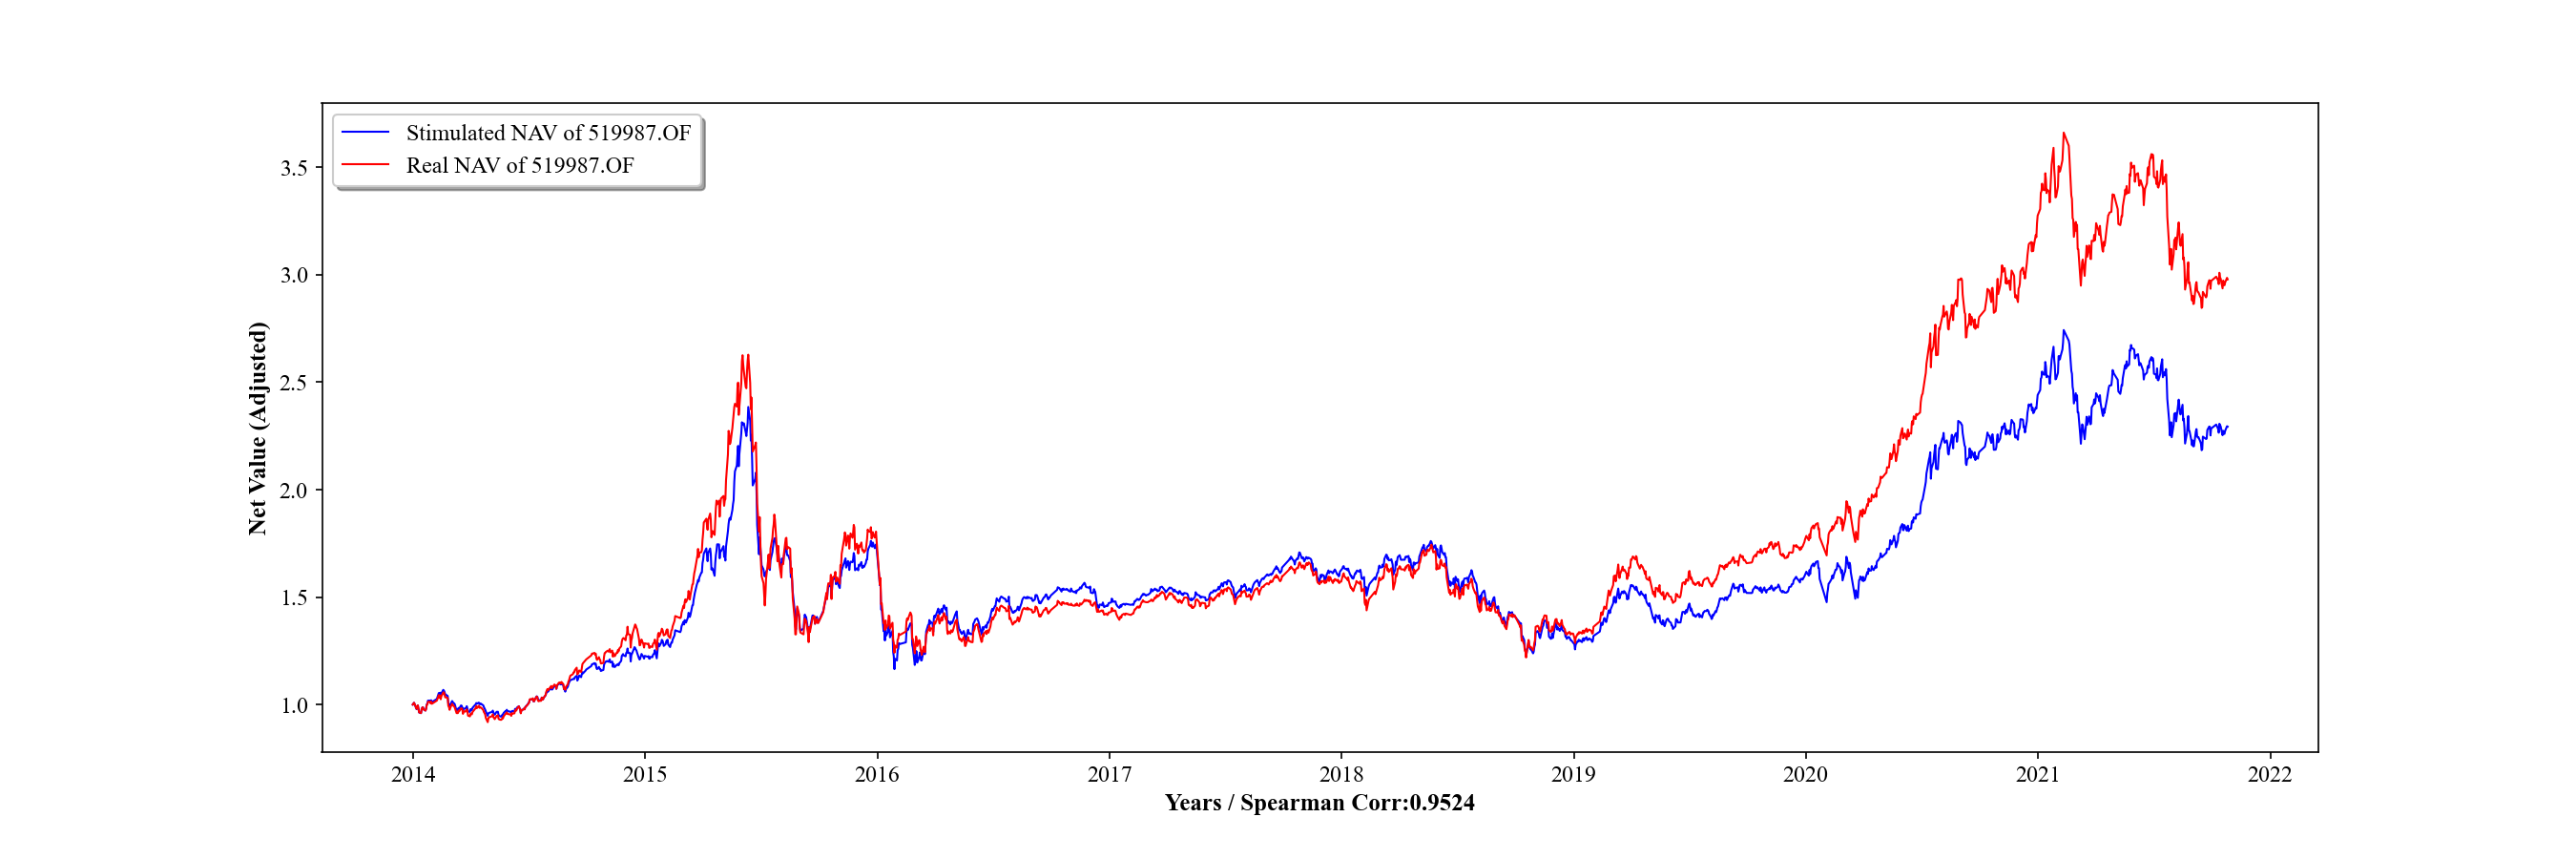 Stimulated NAV of 519987.OF
Real NAV of 519987.OF
3.5
3.0
2.5
2.0
1.5
1.0
Net Value (Adjusted)
2014 2015 2016 2017 2018 2019 2020 2021 2022
Years / Spearman Corr:0.9524